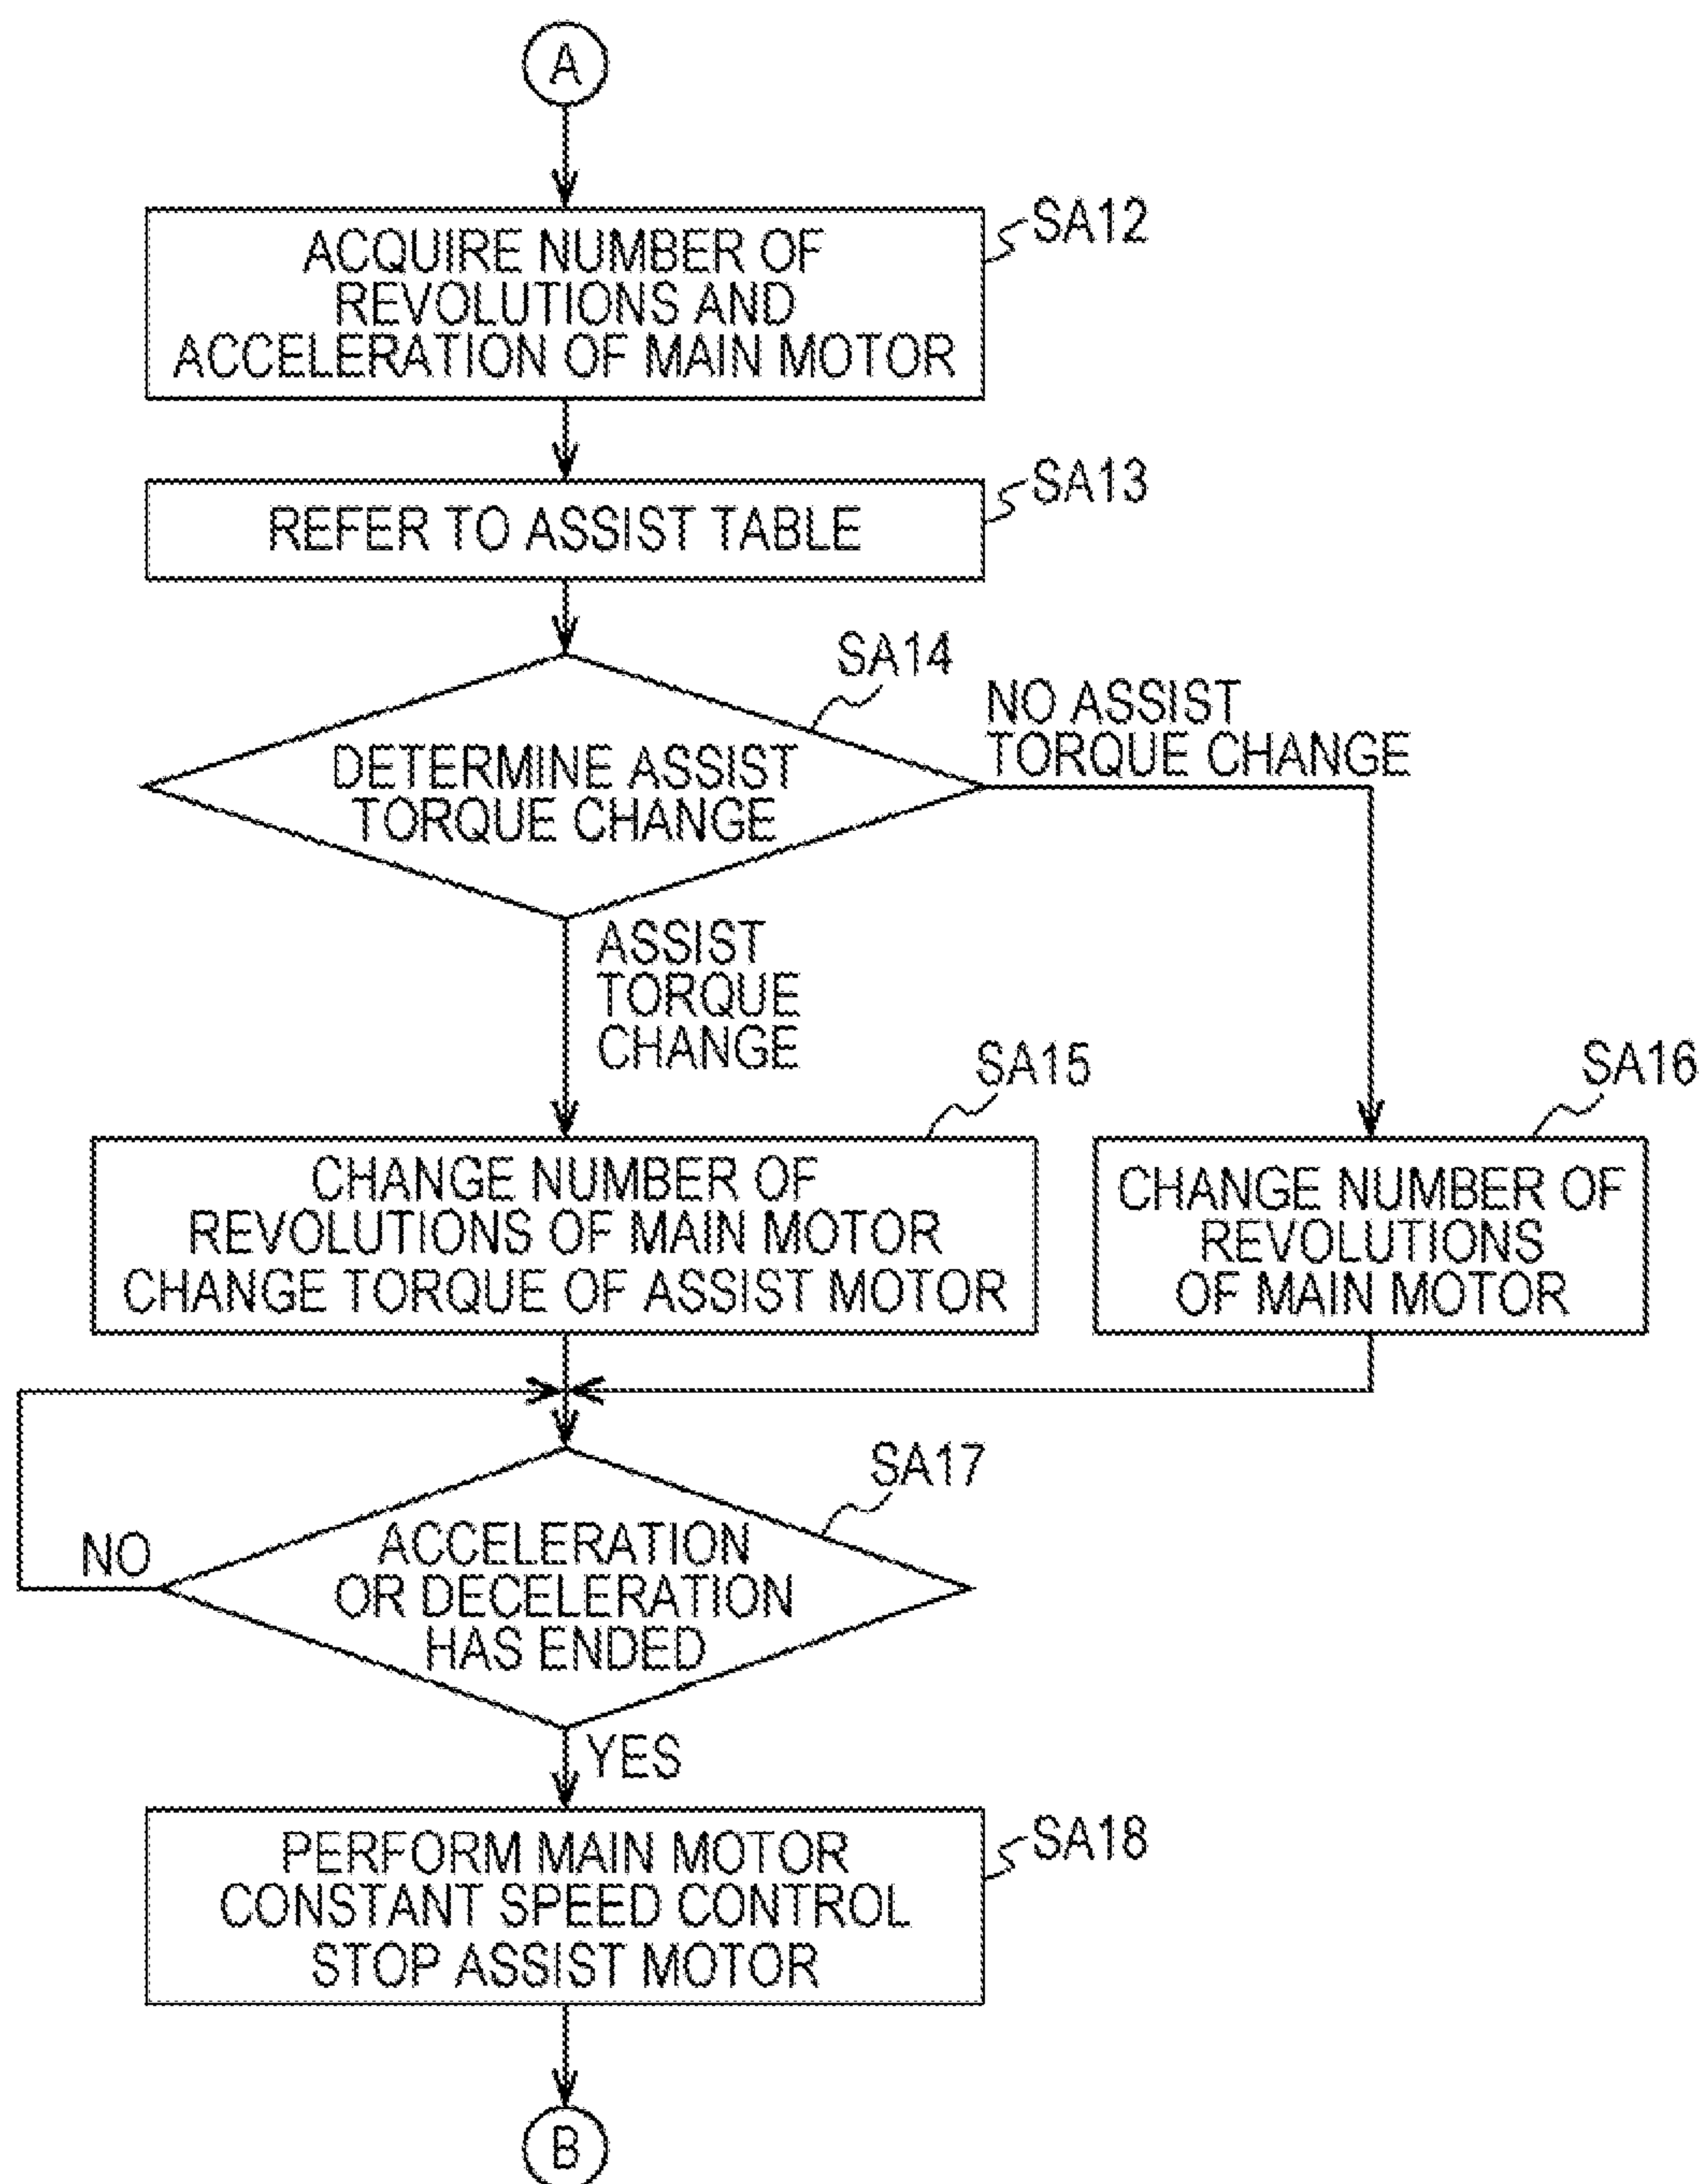 A
SA12
ACQUIRE NUMBER OF
REVOLUTIONS AND
ACCELERATION OF MAIN MOTOR
SA13
REFER TO ASSIST TABLE
SA14
NO ASSIST
TORQUE CHANGE
DETERMINE ASSIST
TORQUE CHANGE
ASSIST
TORQUE
CHANGE
SA15
SA16
CHANGE NUMBER OF
REVOLUTIONS OF MAIN MOTOR
CHANGE TORQUE OF ASSIST MOTOR
CHANGE NUMBER OF
REVOLUTIONS
OF MAIN MOTOR
SA17
NO
ACCELERATION
OR DECELERATION
HAS ENDED
YES
SA18
PERFORM MAIN MOTOR
CONSTANT SPEED CONTROL
STOP ASSIST MOTOR
B